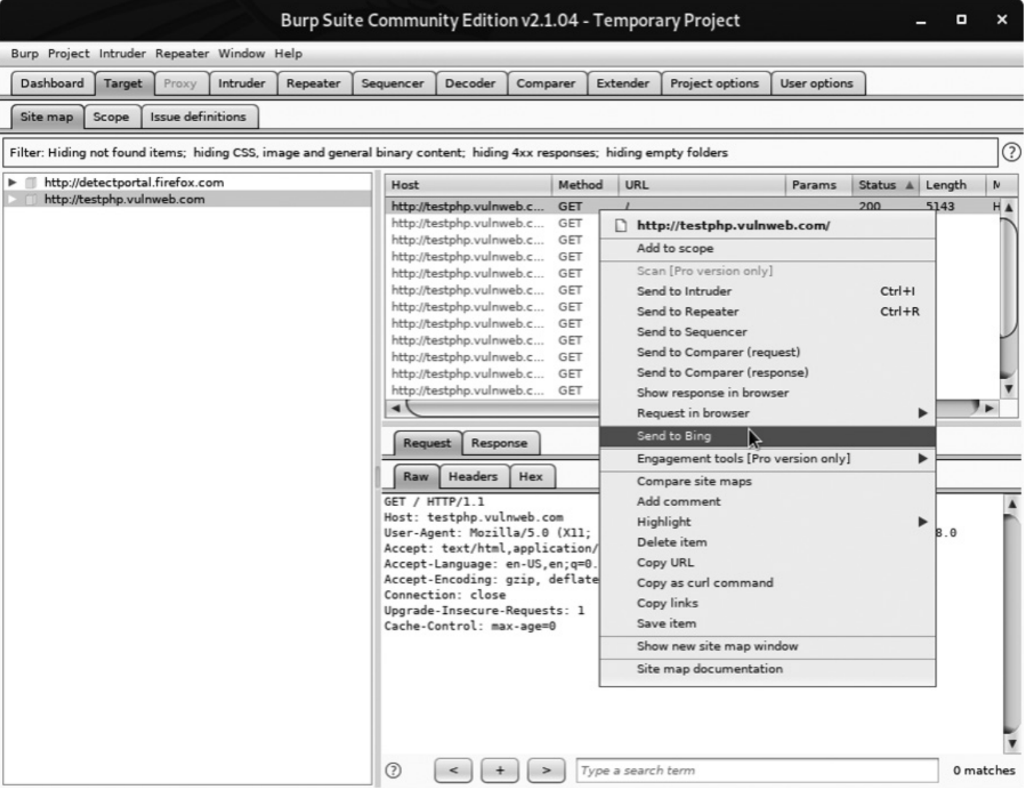 Burp Suite Community Edition v2.1.04 - Temporary Project
Burp Project Intruder Repeater Window Help
Dashboard Target Proxy Intruder Repeater Sequencer Decoder Comparer Extender Project options User options
Site map Scope Issue definitions
Filter: Hiding not found items; hiding CSS, image and general binary content; hiding 4xx responses; hiding empty folders
http://detectportal.firefox.com
http://testphp.vulnweb.com
Host Method URL Params Status Length M
http://testphp.vulnweb.c... GET / 200 5143 H
http://testphp.vulnweb.c... GET
http://testphp.vulnweb.c... GET
http://testphp.vulnweb.c... GET
http://testphp.vulnweb.c... GET
http://testphp.vulnweb.c... GET
http://testphp.vulnweb.c... GET
http://testphp.vulnweb.c... GET
http://testphp.vulnweb.c... GET
http://testphp.vulnweb.c... GET
http://testphp.vulnweb.c... GET
http://testphp.vulnweb.c... GET
http://testphp.vulnweb.com/
Add to scope
Scan [Pro version only]
Send to Intruder Ctrl+I
Send to Repeater Ctrl+R
Send to Sequencer
Send to Comparer (request)
Send to Comparer (response)
Show response in browser
Request in browser
Send to Bing
Engagement tools [Pro version only]
Compare site maps
Add comment
Highlight
Delete item
Copy URL
Copy as curl command
Copy links
Save item
Show new site map window
Site map documentation
Request Response
Raw Headers Hex
GET / HTTP/1.1
Host: testphp.vulnweb.com
User-Agent: Mozilla/5.0 (X11; 8.0
Accept: text/html,application/
Accept-Language: en-US,en;q=0.
Accept-Encoding: gzip, deflate
Connection: close
Upgrade-Insecure-Requests: 1
Cache-Control: max-age=0
? < + > Type a search term 0 matches